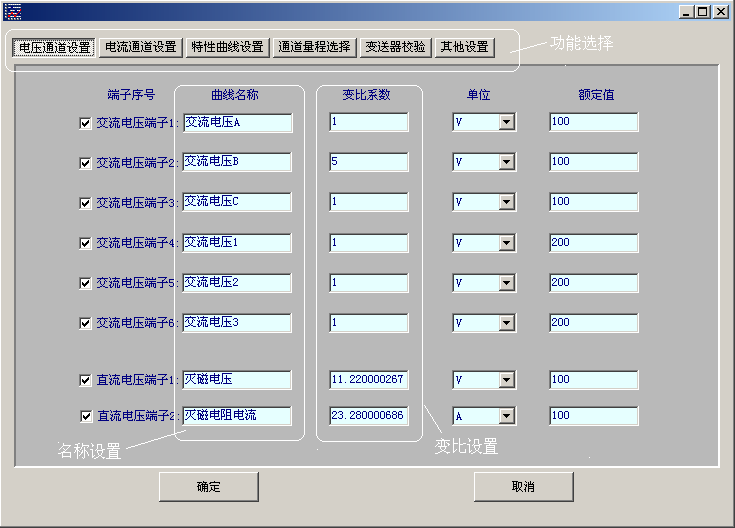 电压通道设置 电流通道设置 特性曲线设置 通道量程选择 变送器校验 其他设置 功能选择
端子序号 曲线名称 变比系数 单位 额定值
交流电压端子1: 交流电压A 1 V 100
交流电压端子2: 交流电压B 5 V 100
交流电压端子3: 交流电压C 1 V 100
交流电压端子4: 交流电压1 1 V 200
交流电压端子5: 交流电压2 1 V 200
交流电压端子6: 交流电压3 1 V 200
直流电压端子1: 灭磁电压 11.220000267 V 100
直流电压端子2: 灭磁电阻电流 23.280000686 A 100
名称设置 变比设置
确定 取消